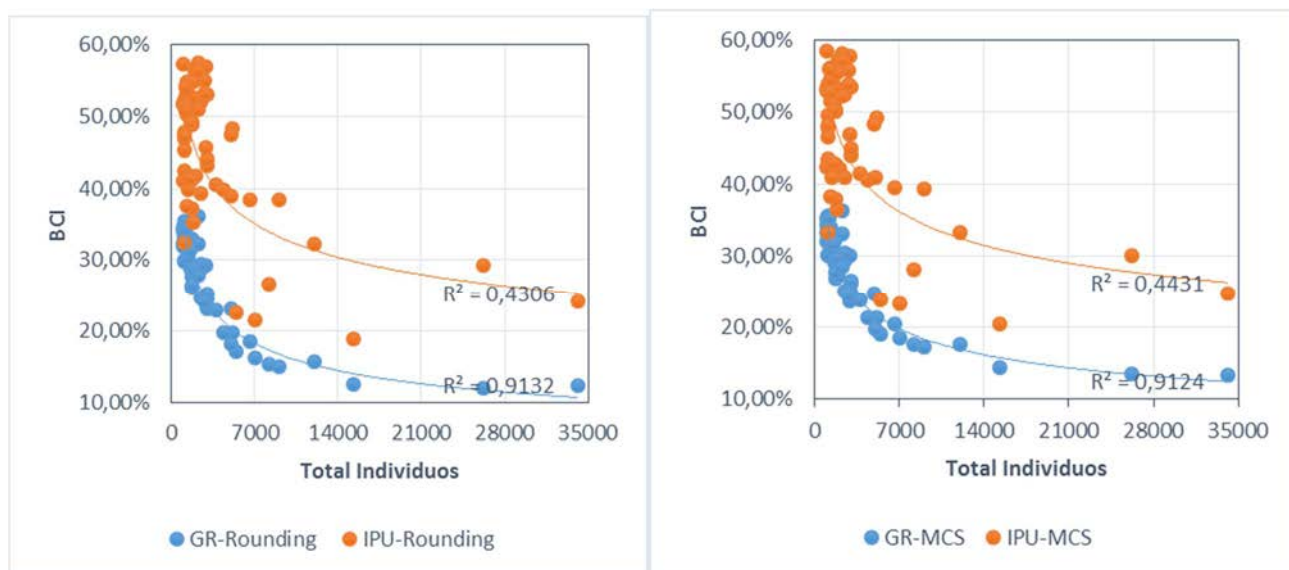 60,00%
50,00%
40,00%
30,00%
20,00%
10,00%
BCI
R² = 0,4306
R² = 0,9132
0 7000 14000 21000 28000 35000
Total Individuos
GR-Rounding IPU-Rounding
60,00%
50,00%
40,00%
30,00%
20,00%
10,00%
BCI
R² = 0,4431
R² = 0,9124
0 7000 14000 21000 28000 35000
Total Individuos
GR-MCS IPU-MCS